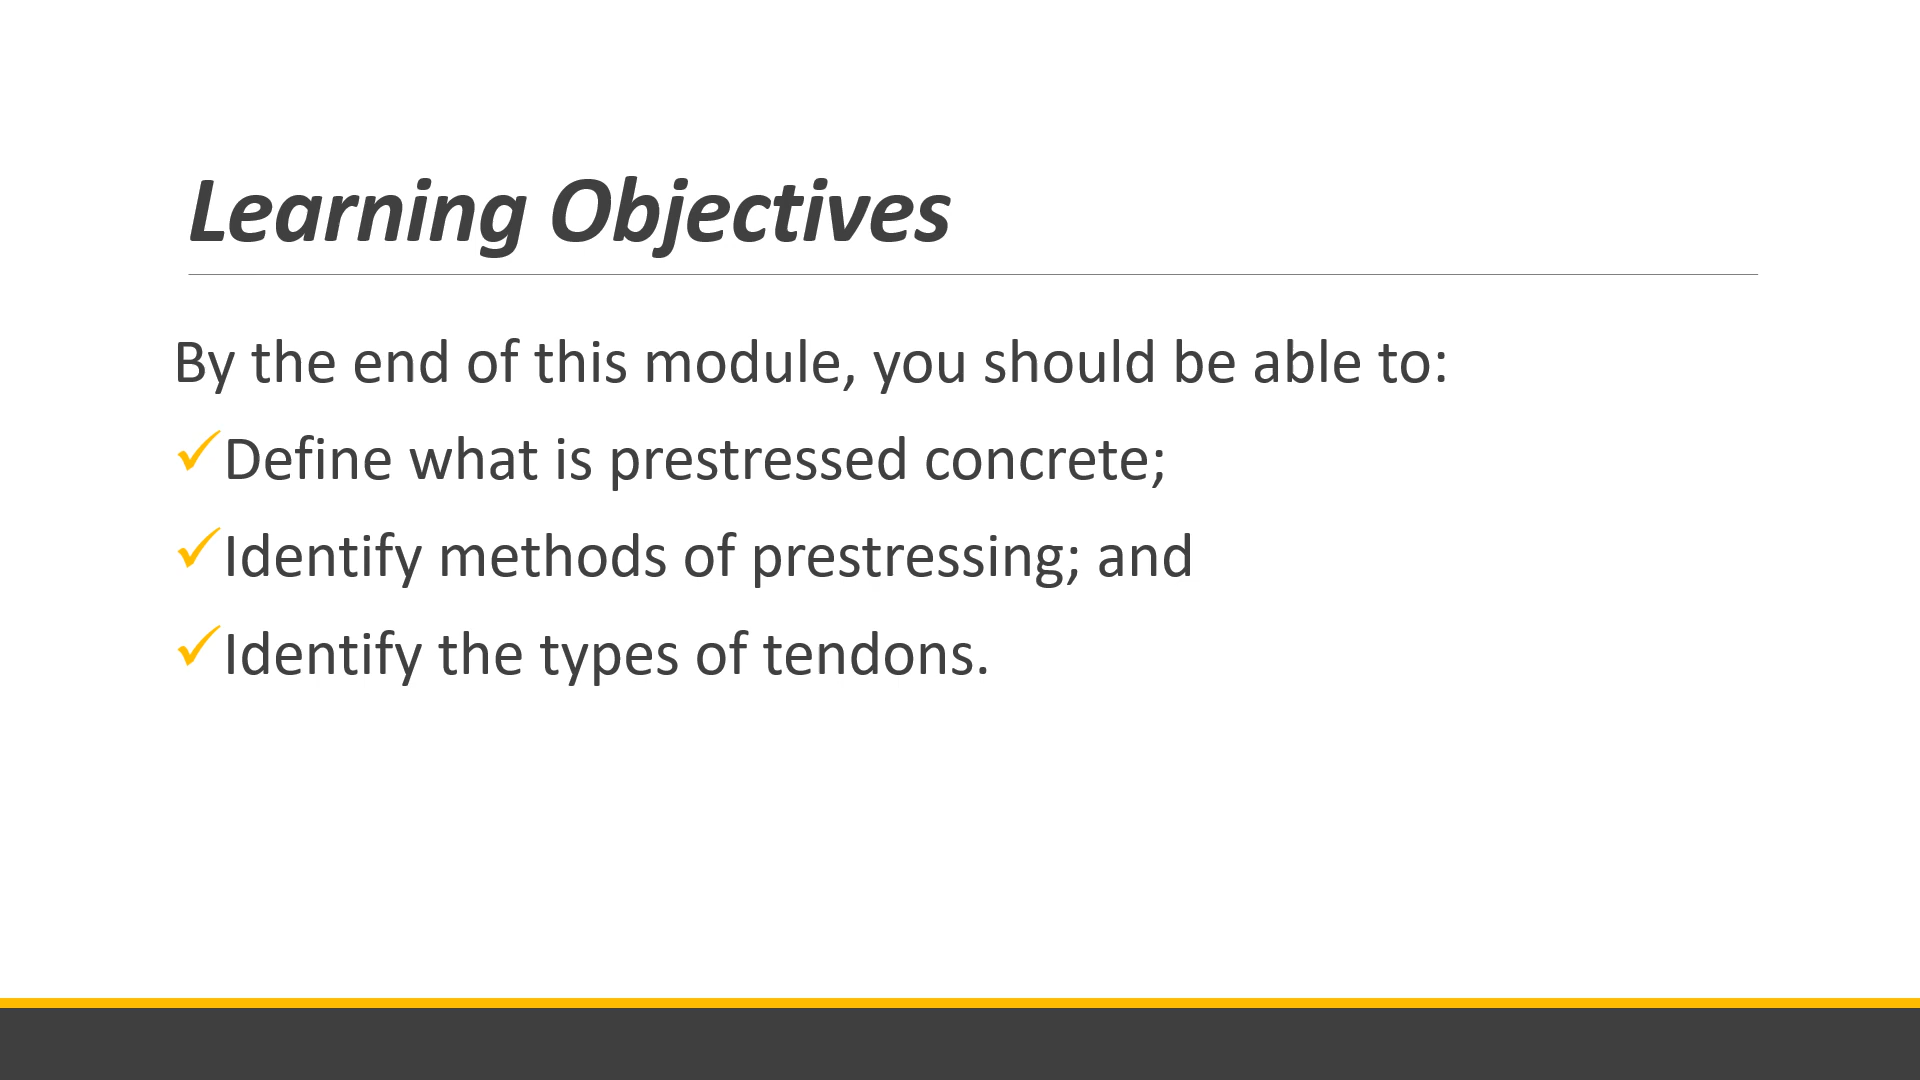 Learning Objectives
By the end of this module, you should be able to:
✓Define what is prestressed concrete;
✓Identify methods of prestressing; and
✓Identify the types of tendons.